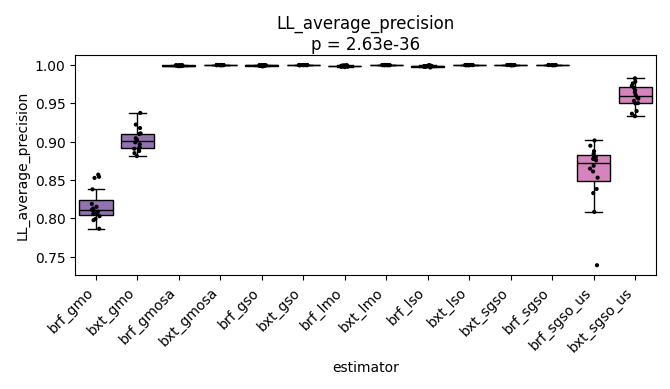 LL_average_precision
p = 2.63e-36
LL_average_precision
1.00
0.95
0.90
0.85
0.80
0.75
brf_gmo
bxt_gmo
brf_gmosa
bxt_gmosa
brf_gso
bxt_gso
brf_lmo
bxt_lmo
brf_lso
bxt_lso
bxt_sgso
brf_sgso
brf_sgso_us
bxt_sgso_us
estimator